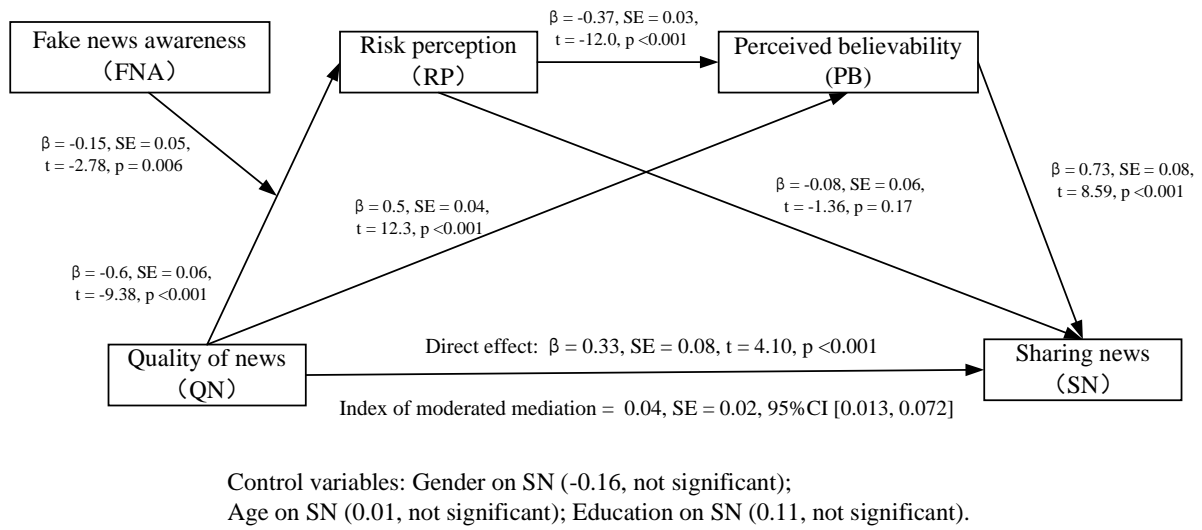 Fake news awareness
（FNA）
Risk perception
（RP）
β = -0.37, SE = 0.03,
t = -12.0, p <0.001
Perceived believability
(PB)
β = -0.15, SE = 0.05,
t = -2.78, p = 0.006
β = 0.5, SE = 0.04,
t = 12.3, p <0.001
β = -0.08, SE = 0.06,
t = -1.36, p = 0.17
β = 0.73, SE = 0.08,
t = 8.59, p <0.001
β = -0.6, SE = 0.06,
t = -9.38, p <0.001
Quality of news
（QN）
Direct effect: β = 0.33, SE = 0.08, t = 4.10, p <0.001
Sharing news
（SN）
Index of moderated mediation = 0.04, SE = 0.02, 95%CI [0.013, 0.072]
Control variables: Gender on SN (-0.16, not significant);
Age on SN (0.01, not significant); Education on SN (0.11, not significant).